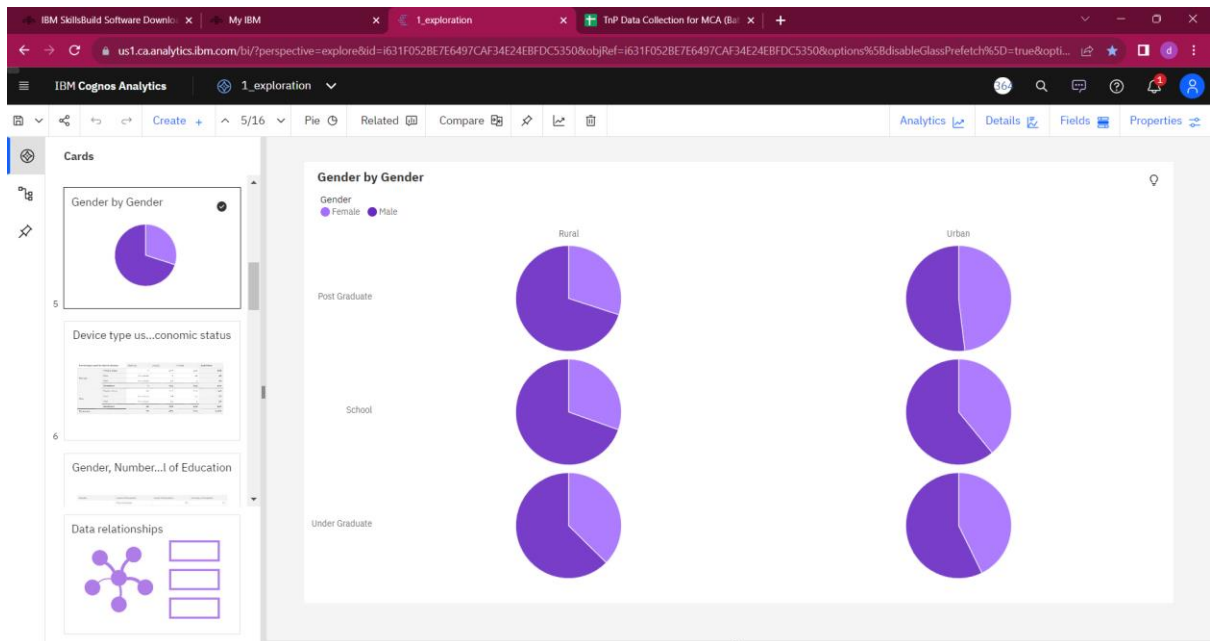 IBM SkillsBuild Software Downlo
My IBM
1_exploration
TnP Data Collection for MCA (Bat
us1.ca.analytics.ibm.com/bi/?perspective=explore&id=i631F052BE7E6497CAF34E24EBFDC5350&objRef=i631F052BE7E6497CAF34E24EBFDC5350&options%5BdisableGlassPrefetch%5D=true&opti...
d
IBM Cognos Analytics
1_exploration
364
1
Create +
5/16
Pie
Related
Compare
Analytics
Details
Fields
Properties
Cards
Gender by Gender
5
Device type us...conomic status
6
Gender, Number...l of Education
Data relationships
Gender by Gender
Gender
Female Male
Rural Urban
Post Graduate
School
Under Graduate